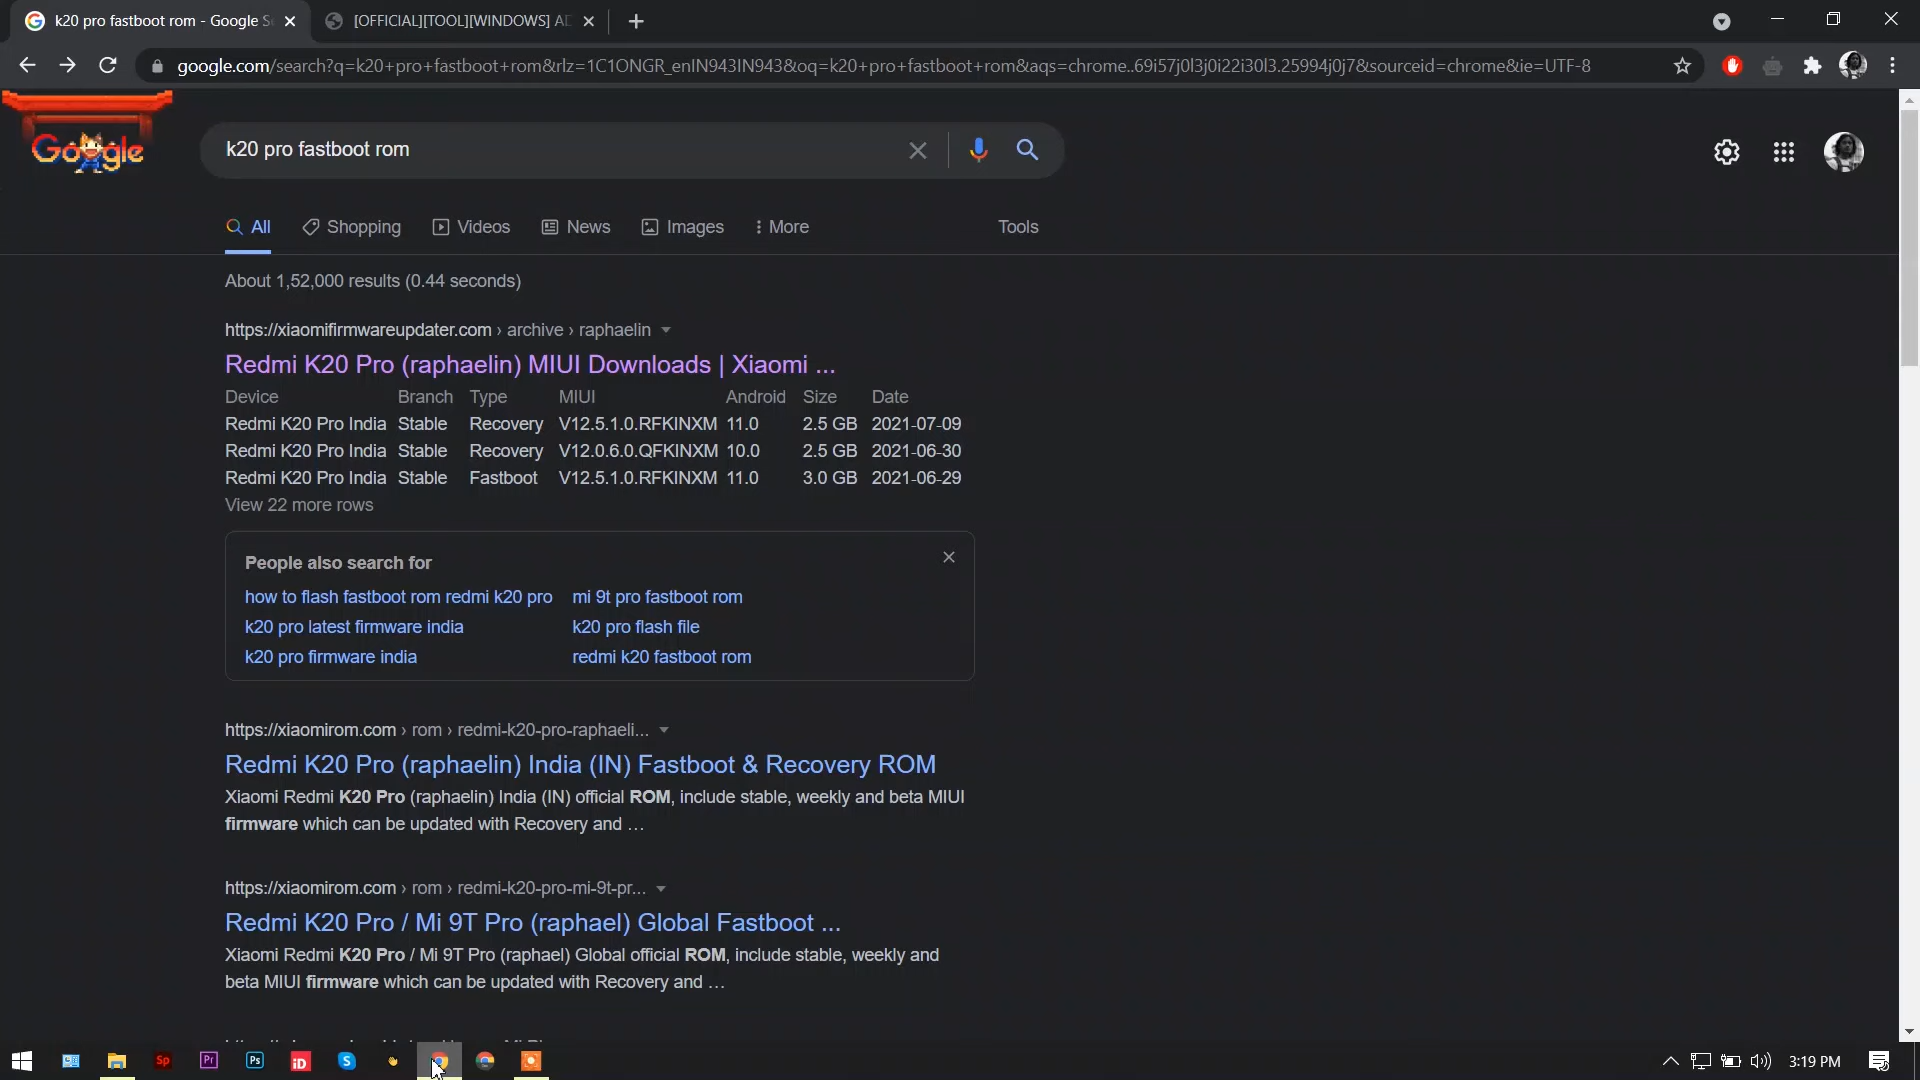 k20 pro fastboot rom - Google S
[OFFICIAL][TOOL][WINDOWS] AD
google.com/search?q=k20+pro+fastboot+rom&rlz=1C1ONGR_enIN943IN943&oq=k20+pro+fastboot+rom&aqs=chrome..69i57j0l3j0i22i30l3.25994j0j7&sourceid=chrome&ie=UTF-8
Google
k20 pro fastboot rom
All Shopping Videos News Images More Tools
About 1,52,000 results (0.44 seconds)
https://xiaomifirmwareupdater.com › archive › raphaelin
Redmi K20 Pro (raphaelin) MIUI Downloads | Xiaomi ...
Device Branch Type MIUI Android Size Date
Redmi K20 Pro India Stable Recovery V12.5.1.0.RFKINXM 11.0 2.5 GB 2021-07-09
Redmi K20 Pro India Stable Recovery V12.0.6.0.QFKINXM 10.0 2.5 GB 2021-06-30
Redmi K20 Pro India Stable Fastboot V12.5.1.0.RFKINXM 11.0 3.0 GB 2021-06-29
View 22 more rows
People also search for
how to flash fastboot rom redmi k20 pro mi 9t pro fastboot rom
k20 pro latest firmware india k20 pro flash file
k20 pro firmware india redmi k20 fastboot rom
https://xiaomirom.com › rom › redmi-k20-pro-raphaeli...
Redmi K20 Pro (raphaelin) India (IN) Fastboot & Recovery ROM
Xiaomi Redmi K20 Pro (raphaelin) India (IN) official ROM, include stable, weekly and beta MIUI
firmware which can be updated with Recovery and ...
https://xiaomirom.com › rom › redmi-k20-pro-mi-9t-pr...
Redmi K20 Pro / Mi 9T Pro (raphael) Global Fastboot ...
Xiaomi Redmi K20 Pro / Mi 9T Pro (raphael) Global official ROM, include stable, weekly and
beta MIUI firmware which can be updated with Recovery and ...
Sp Pr Ps iD S 3:19 PM